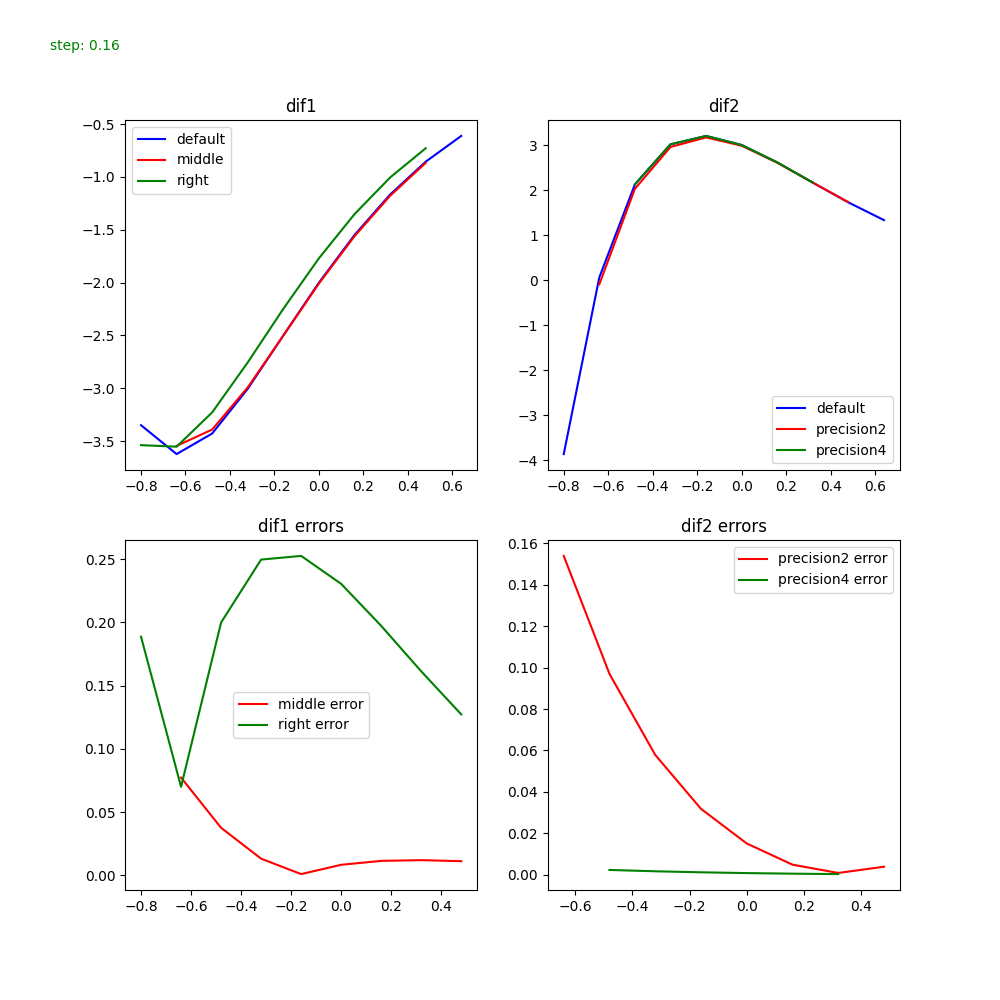 step: 0.16
dif1
−0.5
−1.0
−1.5
−2.0
−2.5
−3.0
−3.5
−0.8 −0.6 −0.4 −0.2 0.0 0.2 0.4 0.6
default
middle
right
dif2
3
2
1
0
−1
−2
−3
−4
−0.8 −0.6 −0.4 −0.2 0.0 0.2 0.4 0.6
default
precision2
precision4
dif1 errors
0.25
0.20
0.15
0.10
0.05
0.00
−0.8 −0.6 −0.4 −0.2 0.0 0.2 0.4
middle error
right error
dif2 errors
0.16
0.14
0.12
0.10
0.08
0.06
0.04
0.02
0.00
−0.6 −0.4 −0.2 0.0 0.2 0.4
precision2 error
precision4 error